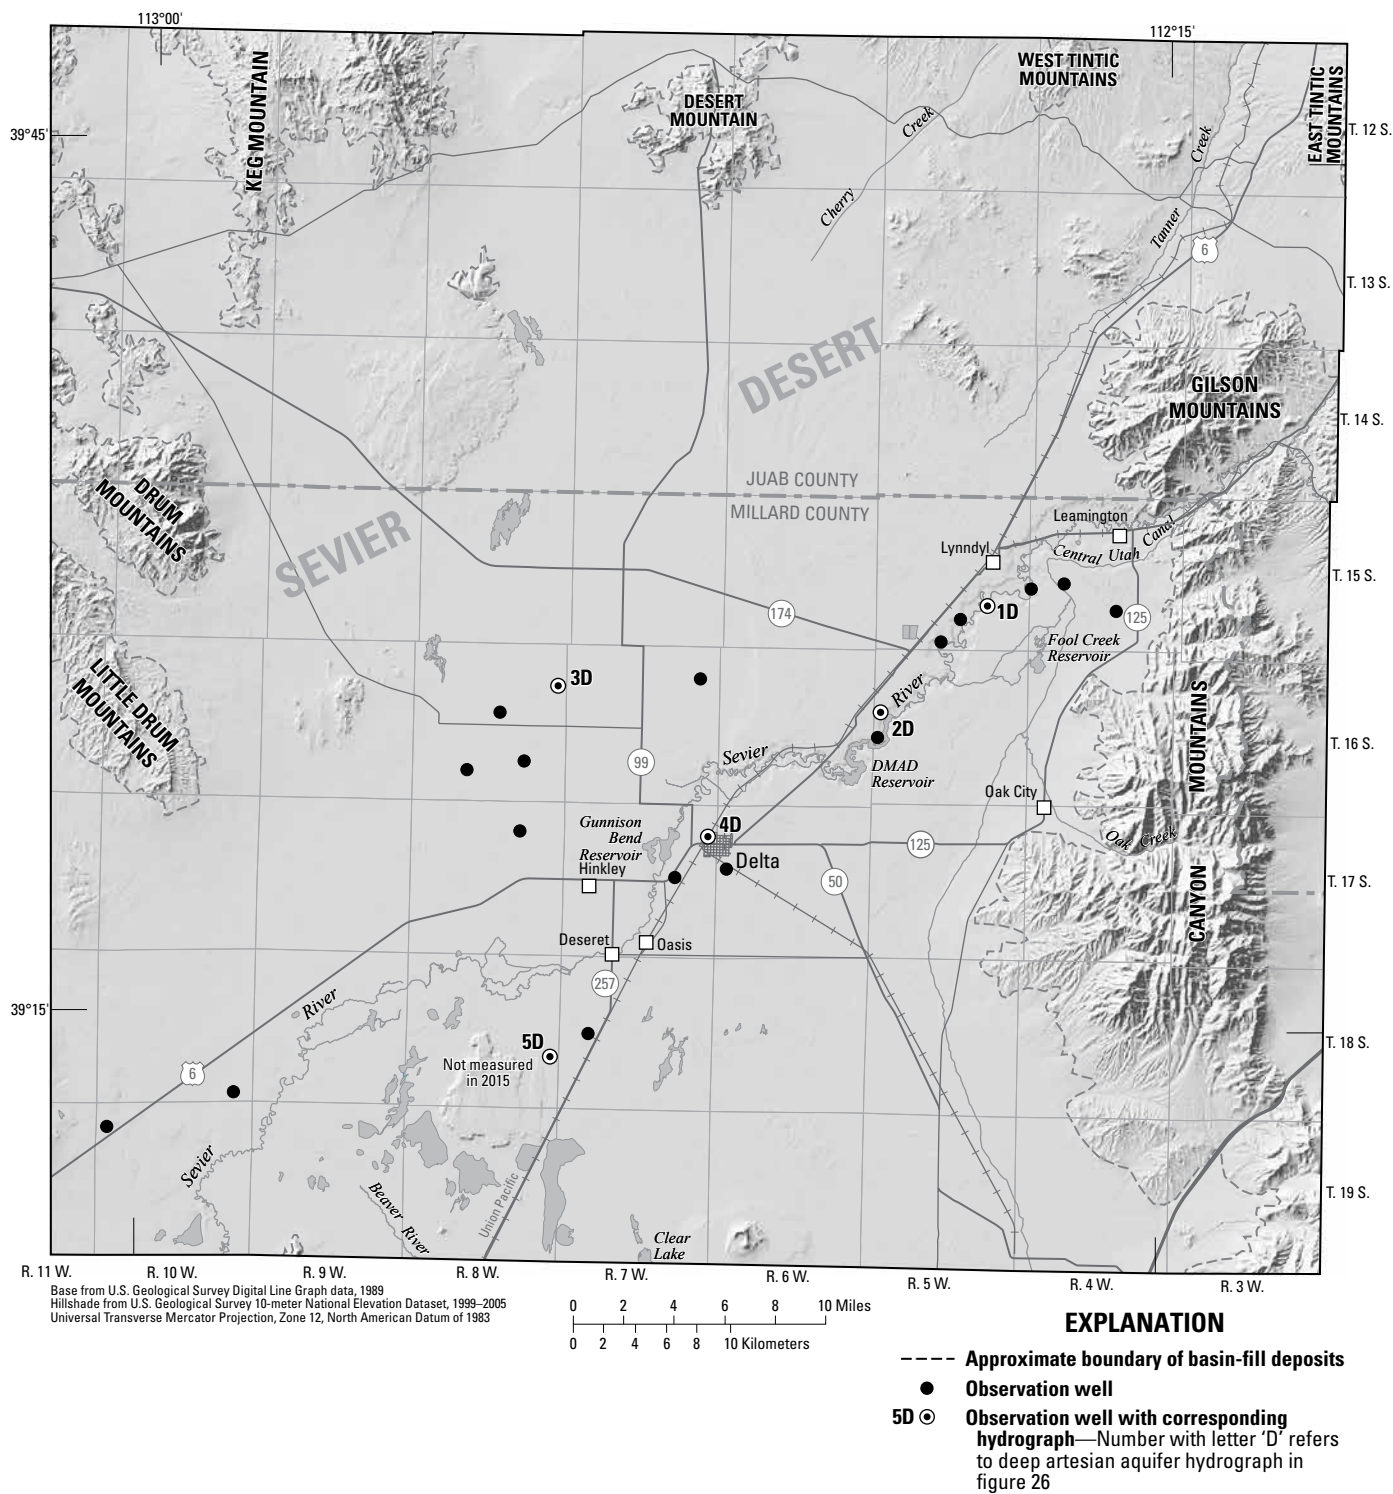 113°00'
112°15'
WEST TINTIC
MOUNTAINS
EAST TINTIC
MOUNTAINS
KEG MOUNTAIN
DESERT
MOUNTAIN
Creek
Creek
T. 12 S.
39°45'
Cherry
Tanner
6
T. 13 S.
DESERT
GILSON
MOUNTAINS
T. 14 S.
JUAB COUNTY
MILLARD COUNTY
DRUM
MOUNTAINS
SEVIER
Leamington
Lynndyl
Central Utah Canal
T. 15 S.
174
1D
125
Fool Creek
Reservoir
LITTLE DRUM
MOUNTAINS
3D
River
2D
MOUNTAINS
T. 16 S.
Sevier
99
DMAD
Reservoir
Oak City
Gunnison
Bend
Reservoir
4D
125
Oak Creek
Delta
Hinkley
50
T. 17 S.
CANYON
Deseret
Oasis
257
39°15'
River
5D
Not measured
in 2015
T. 18 S.
6
Sevier
Beaver River
Union Pacific
T. 19 S.
Clear
Lake
R. 11 W.
R. 10 W.
R. 9 W.
R. 8 W.
R. 7 W.
R. 6 W.
R. 5 W.
R. 4 W.
R. 3 W.
Base from U.S. Geological Survey Digital Line Graph data, 1989
Hillshade from U.S. Geological Survey 10-meter National Elevation Dataset, 1999–2005
Universal Transverse Mercator Projection, Zone 12, North American Datum of 1983
0 2 4 6 8 10 Miles
0 2 4 6 8 10 Kilometers
EXPLANATION
Approximate boundary of basin-fill deposits
Observation well
5D Observation well with corresponding
hydrograph—Number with letter ‘D’ refers
to deep artesian aquifer hydrograph in
figure 26